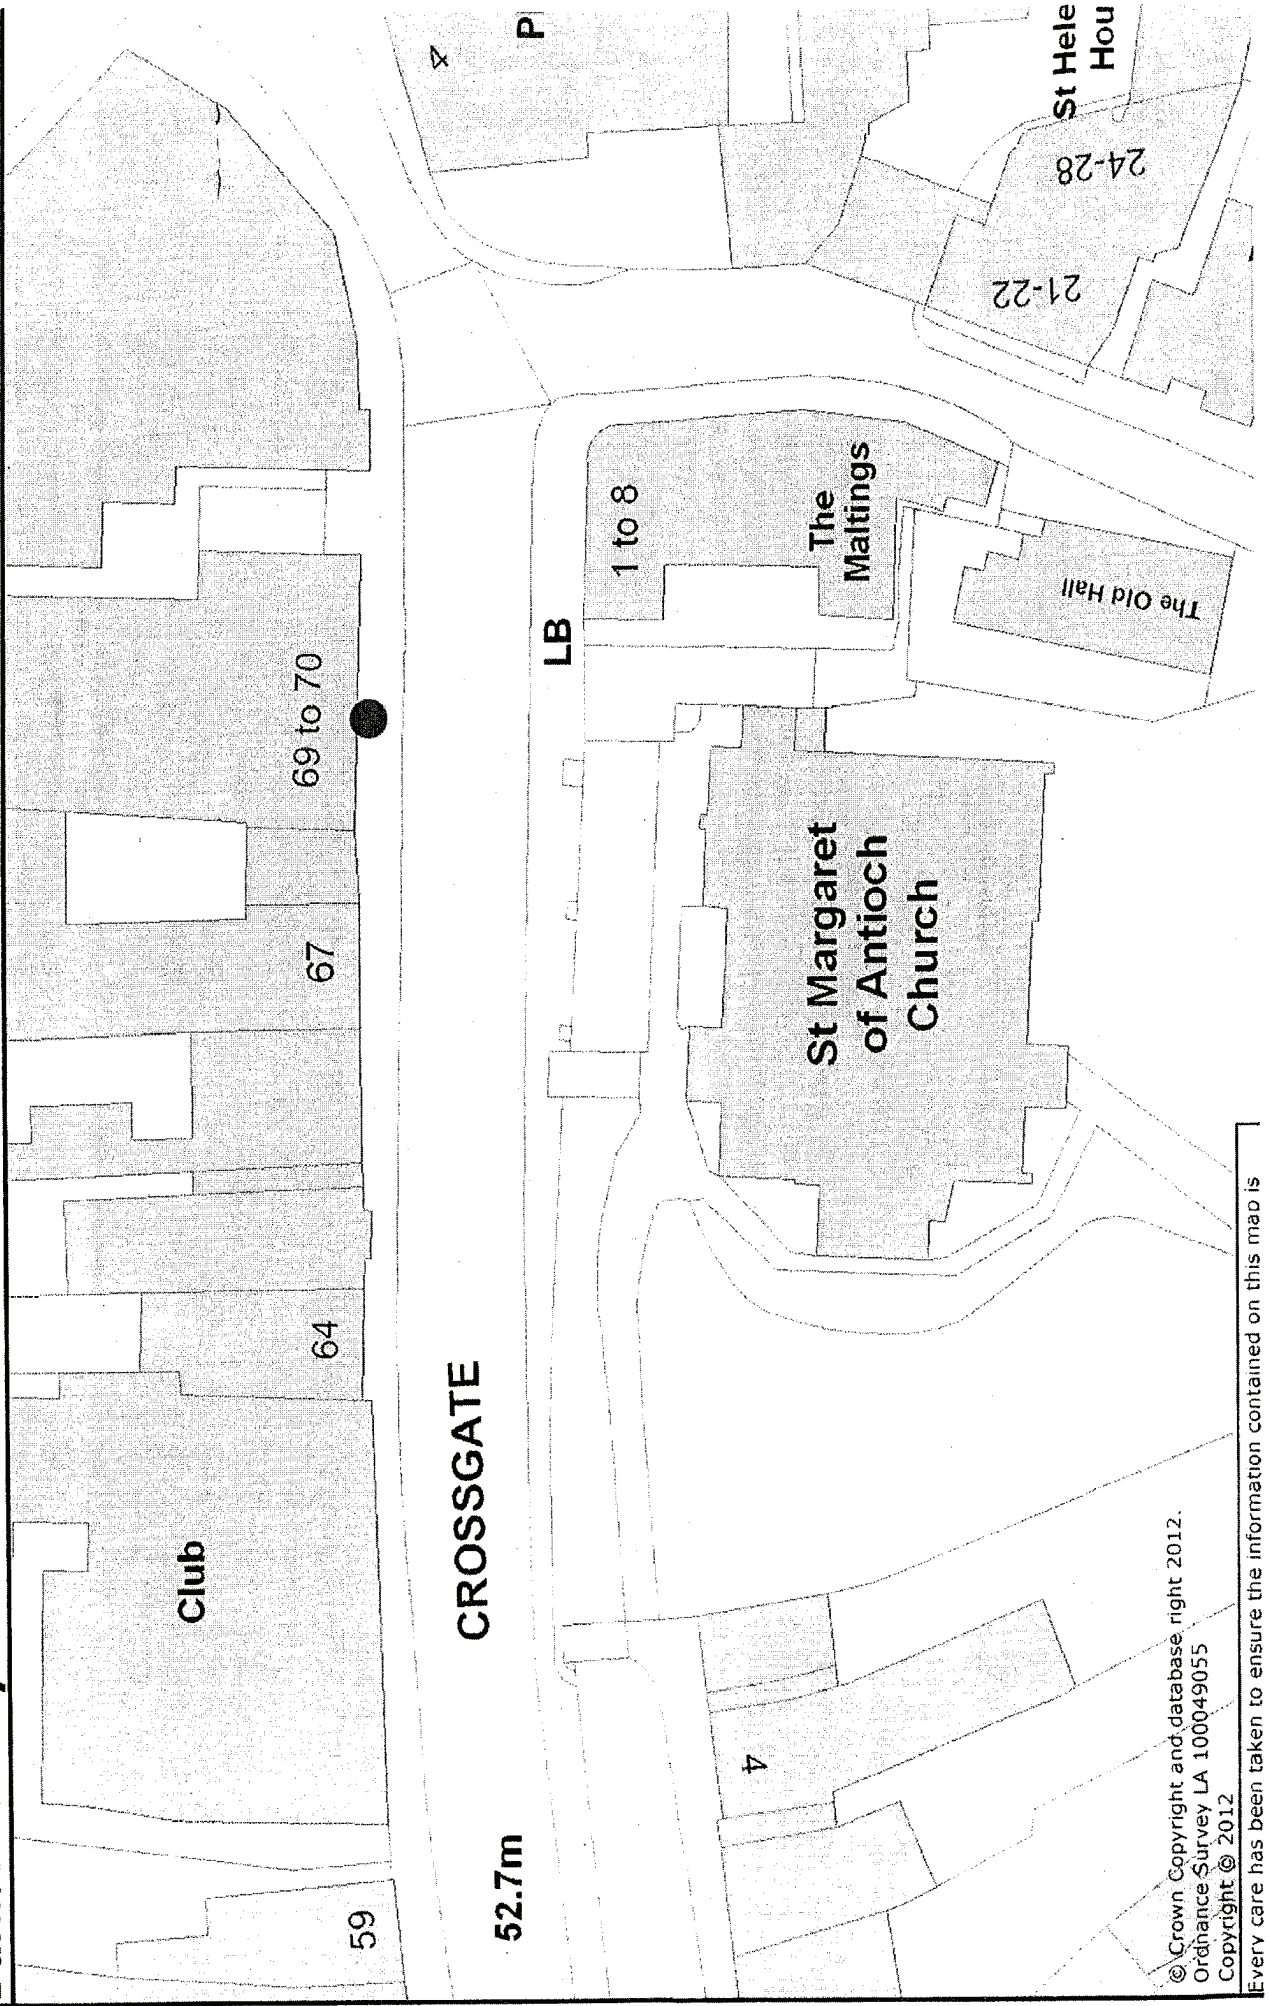 Club
59
64
67
69 to 70
4
P
CROSSGATE
52.7m
LB
1 to 8
The
Maltings
The Old Hall
St Margaret
of Antioch
Church
21-22
24-28
St Hele
Hou
4
© Crown Copyright and database right 2012.
Ordnance Survey LA 100049055
Copyright © 2012
Every care has been taken to ensure the information contained on this map is